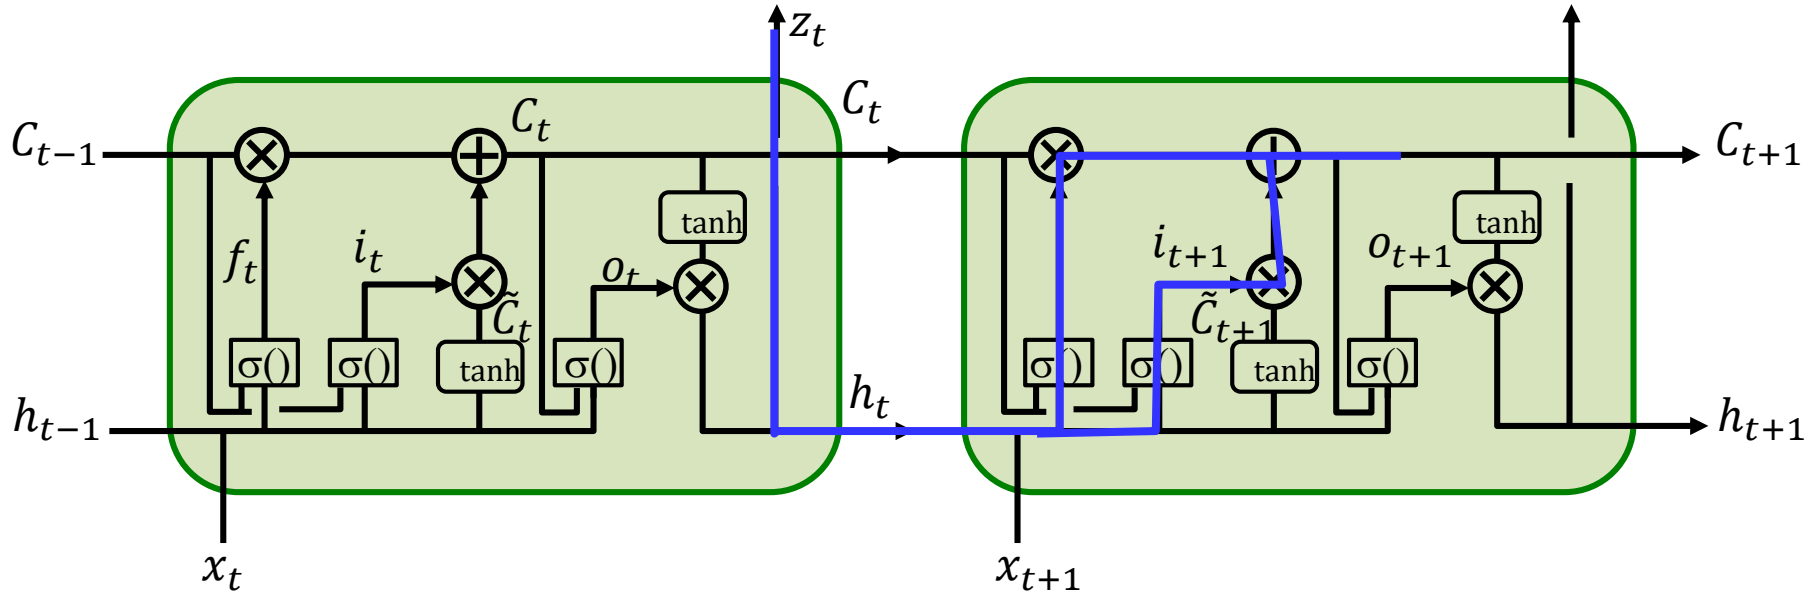 z_t
C_{t-1} C_t C_t C_{t+1}
tanh tanh
f_t i_t o_t i_{t+1} o_{t+1}
C̃_t C̃_{t+1}
σ() σ() tanh σ() σ() σ() tanh σ()
h_{t-1} h_t h_{t+1}
x_t x_{t+1}